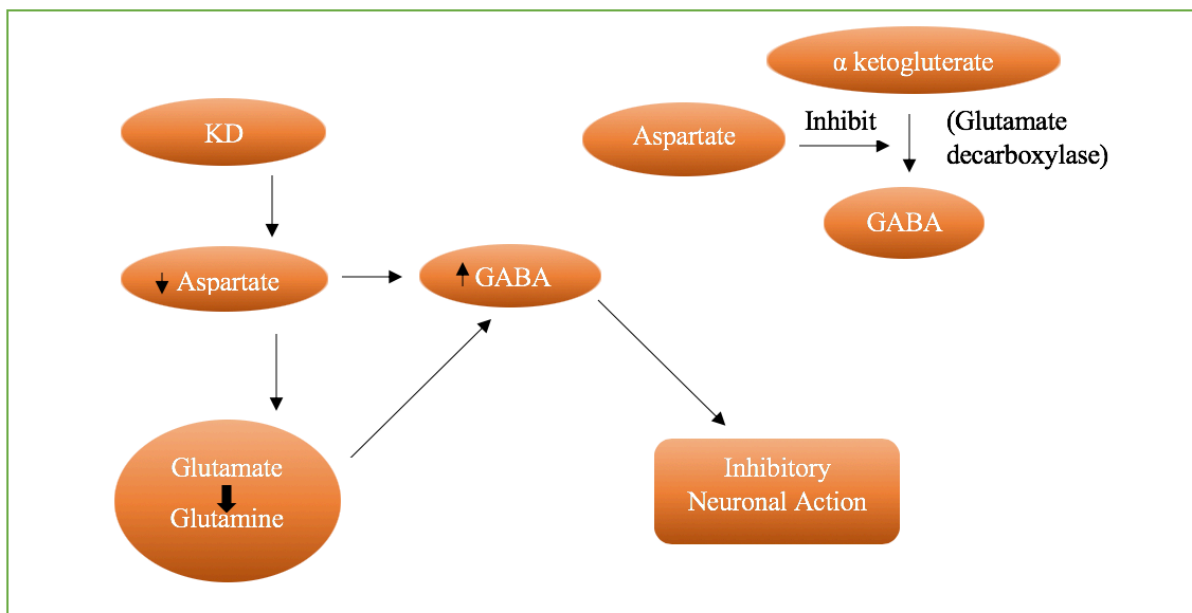 α ketogluterate
KD
Aspartate
Inhibit
(Glutamate
decarboxylase)
GABA
Aspartate
GABA
Glutamate
Glutamine
Inhibitory
Neuronal Action